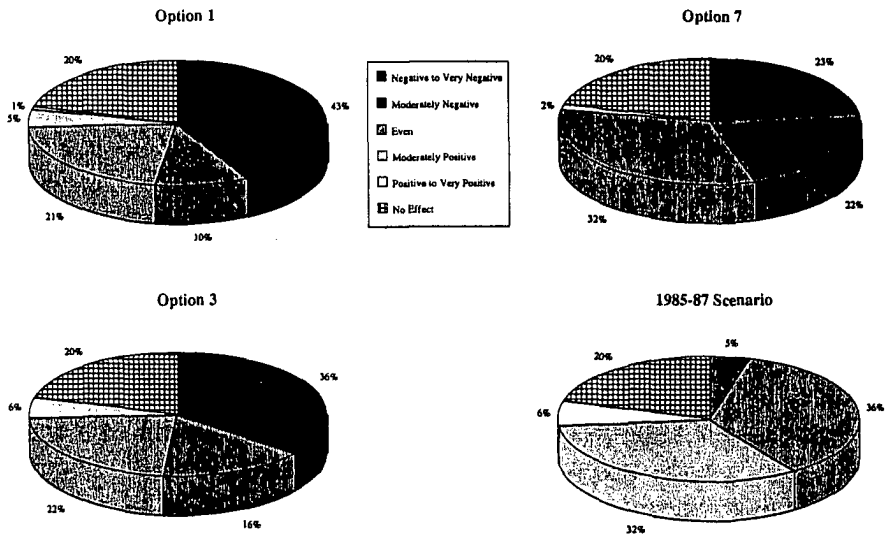 Option 1
20%
43%
1%
5%
21%
10%
Negative to Very Negative
Moderately Negative
Even
Moderately Positive
Positive to Very Positive
No Effect
Option 7
20%
23%
2%
32%
22%
Option 3
20%
36%
6%
22%
16%
1985-87 Scenario
5%
20%
36%
6%
32%